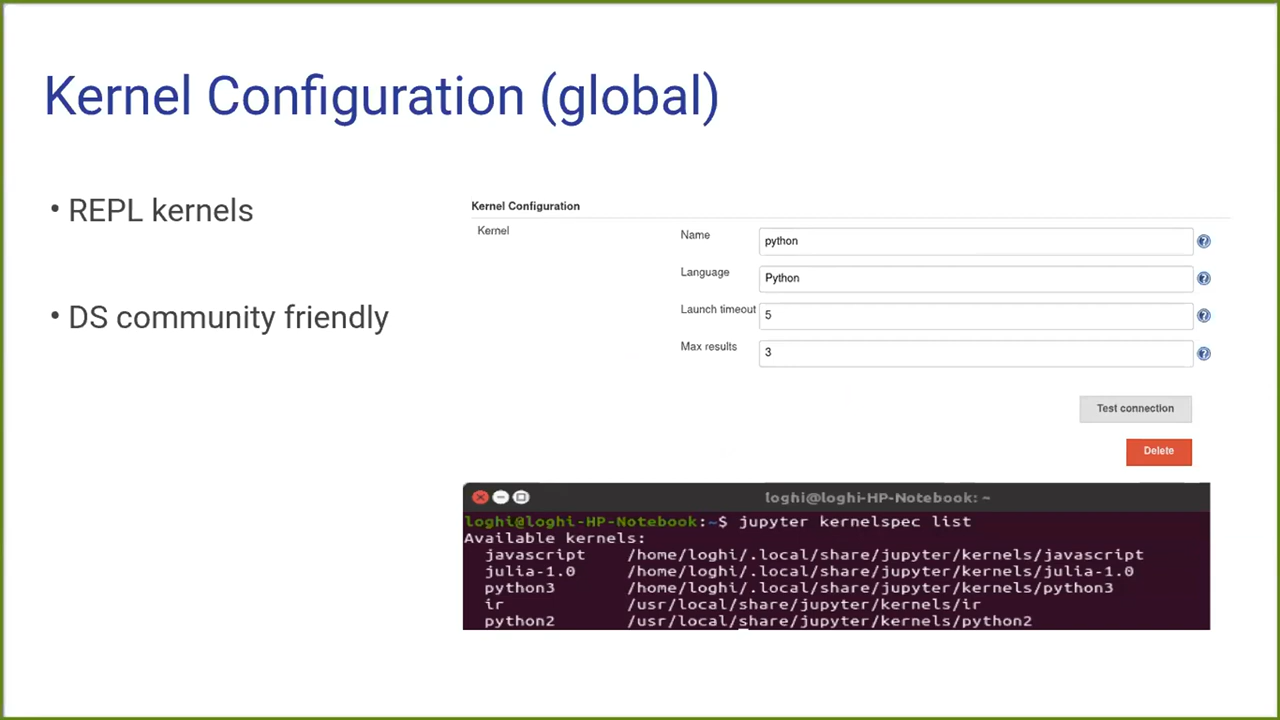 Kernel Configuration (global)
• REPL kernels
• DS community friendly
Kernel Configuration
Kernel
Name
python
Language
Python
Launch timeout
5
Max results
3
Test connection
Delete
loghi@loghi-HP-Notebook: ~
loghi@loghi-HP-Notebook:~$ jupyter kernelspec list
Available kernels:
javascript /home/loghi/.local/share/jupyter/kernels/javascript
julia-1.0 /home/loghi/.local/share/jupyter/kernels/julia-1.0
python3 /home/loghi/.local/share/jupyter/kernels/python3
ir /usr/local/share/jupyter/kernels/ir
python2 /usr/local/share/jupyter/kernels/python2